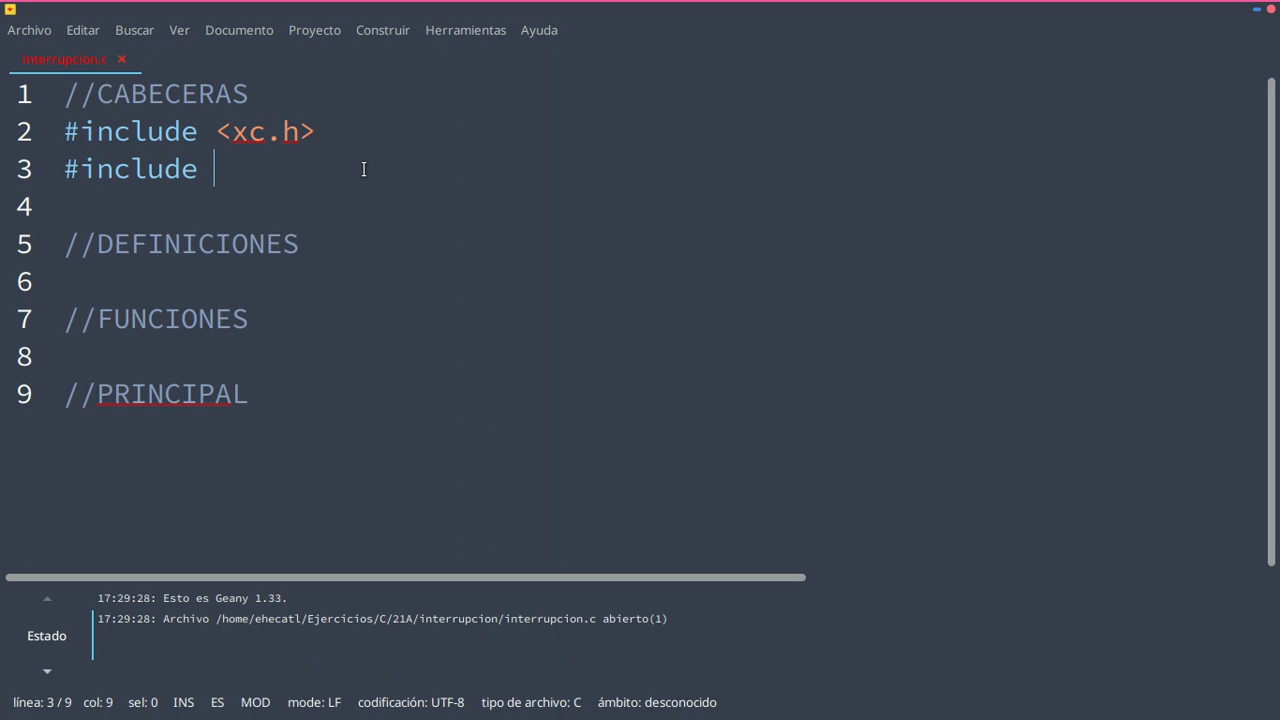 Archivo Editar Buscar Ver Documento Proyecto Construir Herramientas Ayuda
interrupcion.c
1 //CABECERAS
2 #include <xc.h>
3 #include
4
5 //DEFINICIONES
6
7 //FUNCIONES
8
9 //PRINCIPAL
17:29:28: Esto es Geany 1.33.
17:29:28: Archivo /home/ehecatl/Ejercicios/C/21A/interrupcion/interrupcion.c abierto(1)
Estado
línea: 3 / 9 col: 9 sel: 0 INS ES MOD mode: LF codificación: UTF-8 tipo de archivo: C ámbito: desconocido